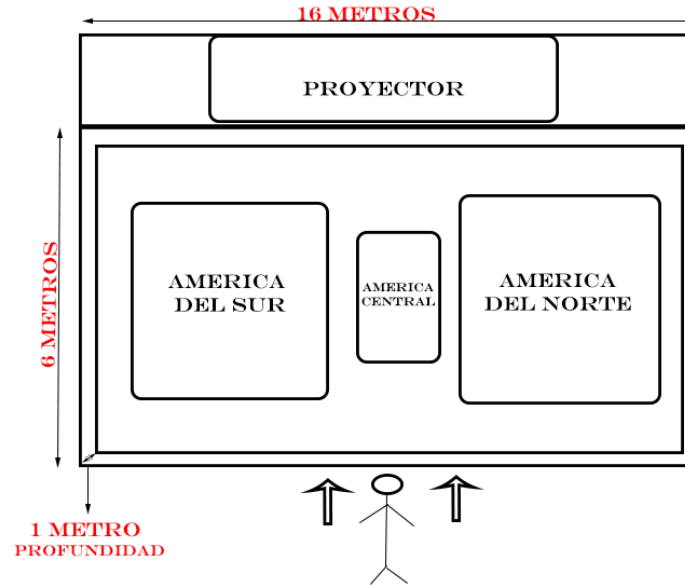 16 METROS
PROYECTOR
6 METROS
AMERICA
DEL SUR
AMERICA
CENTRAL
AMERICA
DEL NORTE
1 METRO
PROFUNDIDAD